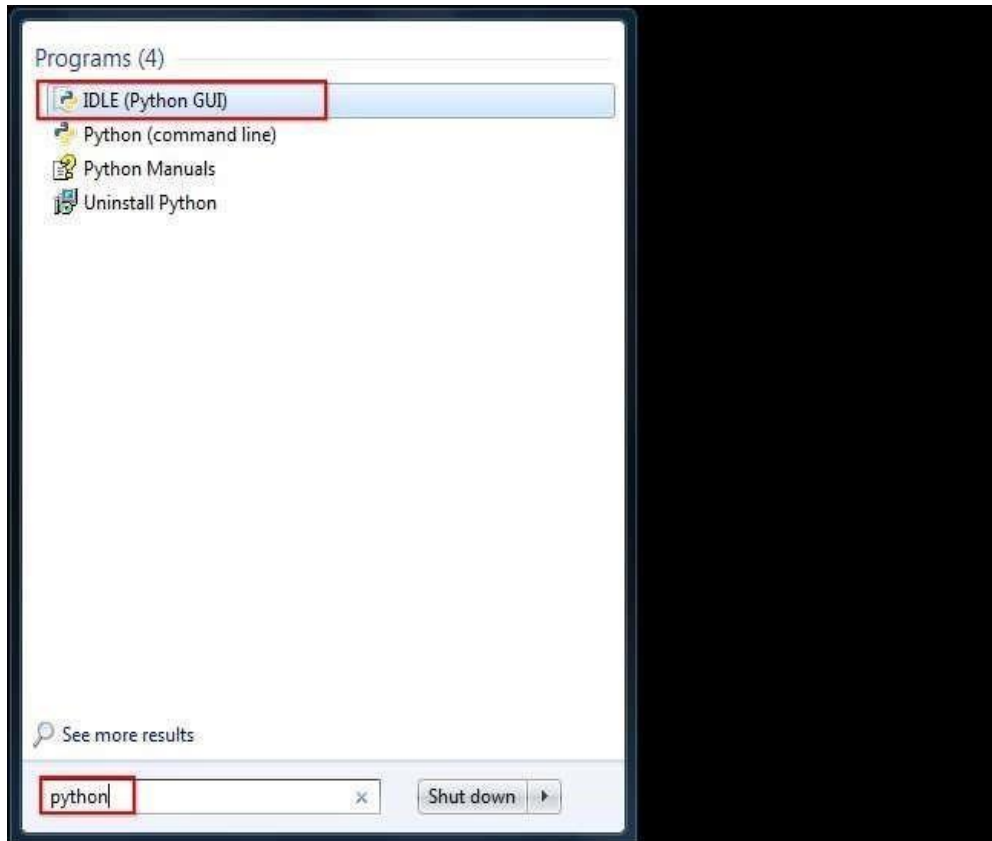 Programs (4)
IDLE (Python GUI)
Python (command line)
Python Manuals
Uninstall Python
See more results
python
Shut down